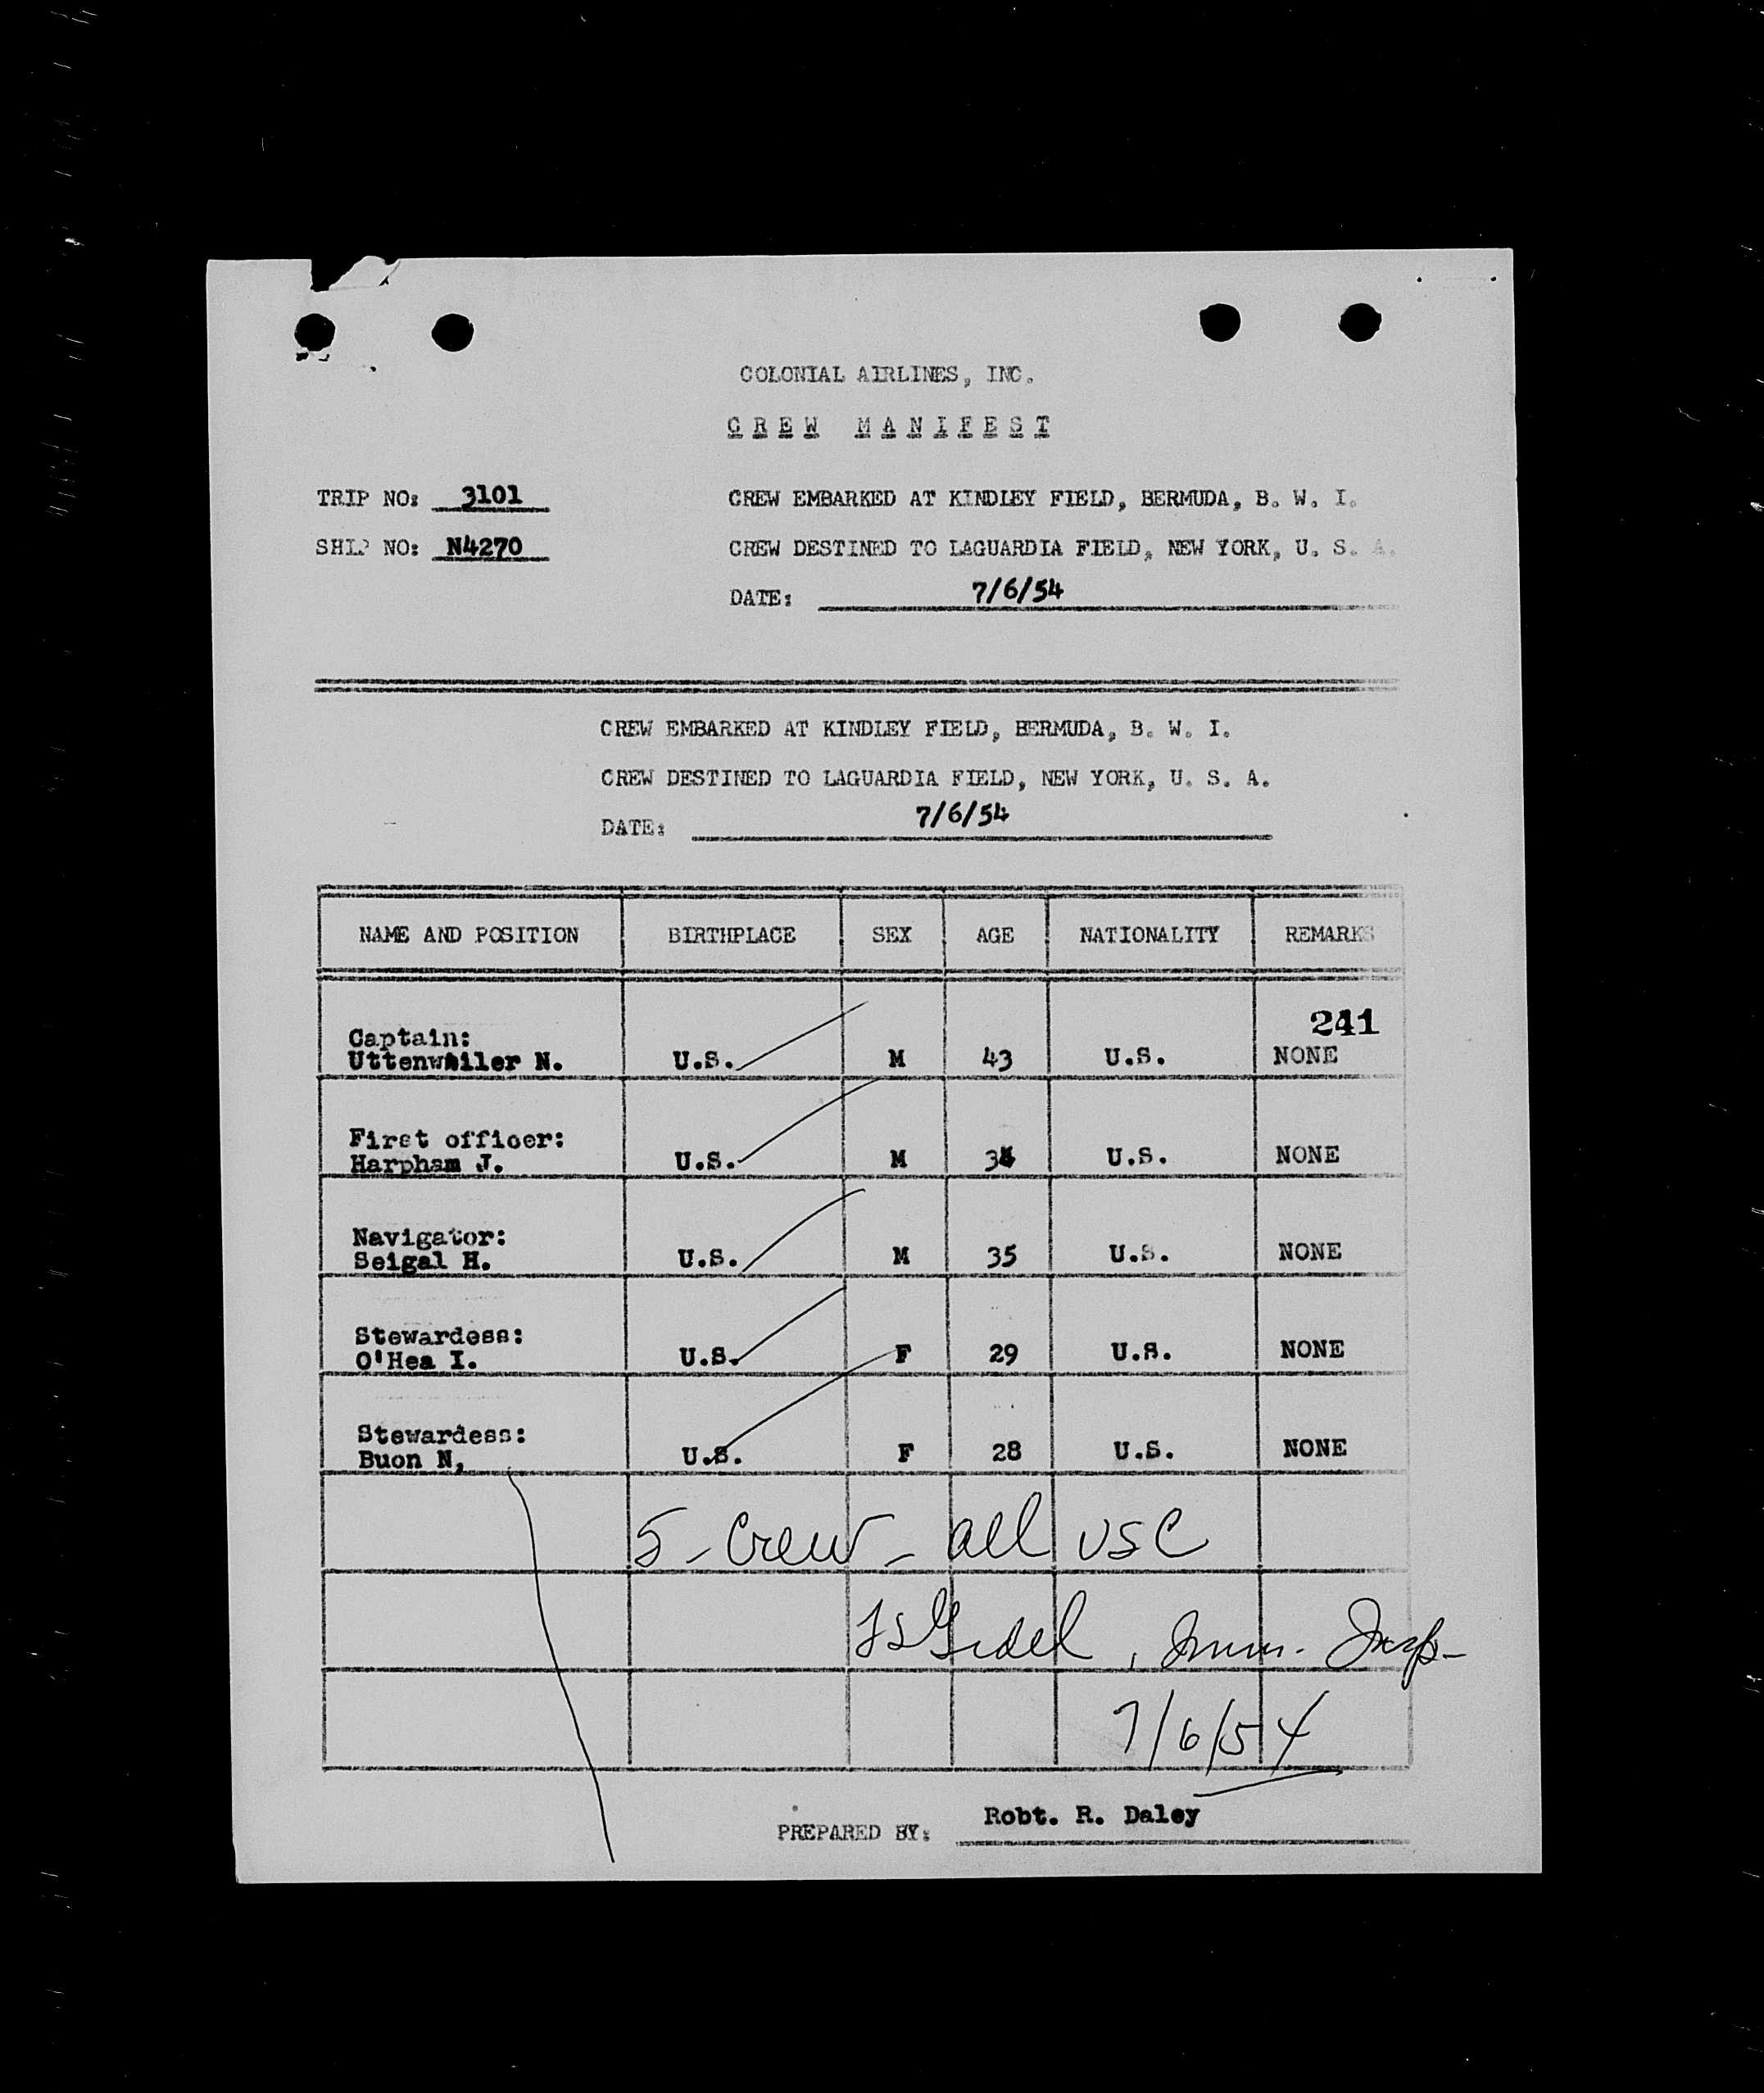 COLONIAL AIRLINES, INC.
CREW MANIFEST
TRIP NO: 3101
CREW EMBARKED AT KINDLEY FIELD, BERMUDA, B. W. I.
SHIP NO: N4270
CREW DESTINED TO LAGUARDIA FIELD, NEW YORK, U. S. A.
DATE: 7/6/54
CREW EMBARKED AT KINDLEY FIELD, BERMUDA, B. W. I.
CREW DESTINED TO LAGUARDIA FIELD, NEW YORK, U. S. A.
DATE: 7/6/54
NAME AND POSITION BIRTHPLACE SEX AGE NATIONALITY REMARKS
241
Captain:
Uttenweiler N. U.S. M 43 U.S. NONE
First officer:
Harpham J. U.S. M U.S. NONE
Navigator:
Seigal H. U.S. M 35 U.S. NONE
Stewardess:
O'Hea I. U.S. F 29 U.S. NONE
Stewardess:
Buon N, U.S. F 28 U.S. NONE
5 - Crew - all USC
, Imm. Insp-
7/6/54
PREPARED BY: Robt. R. Daley